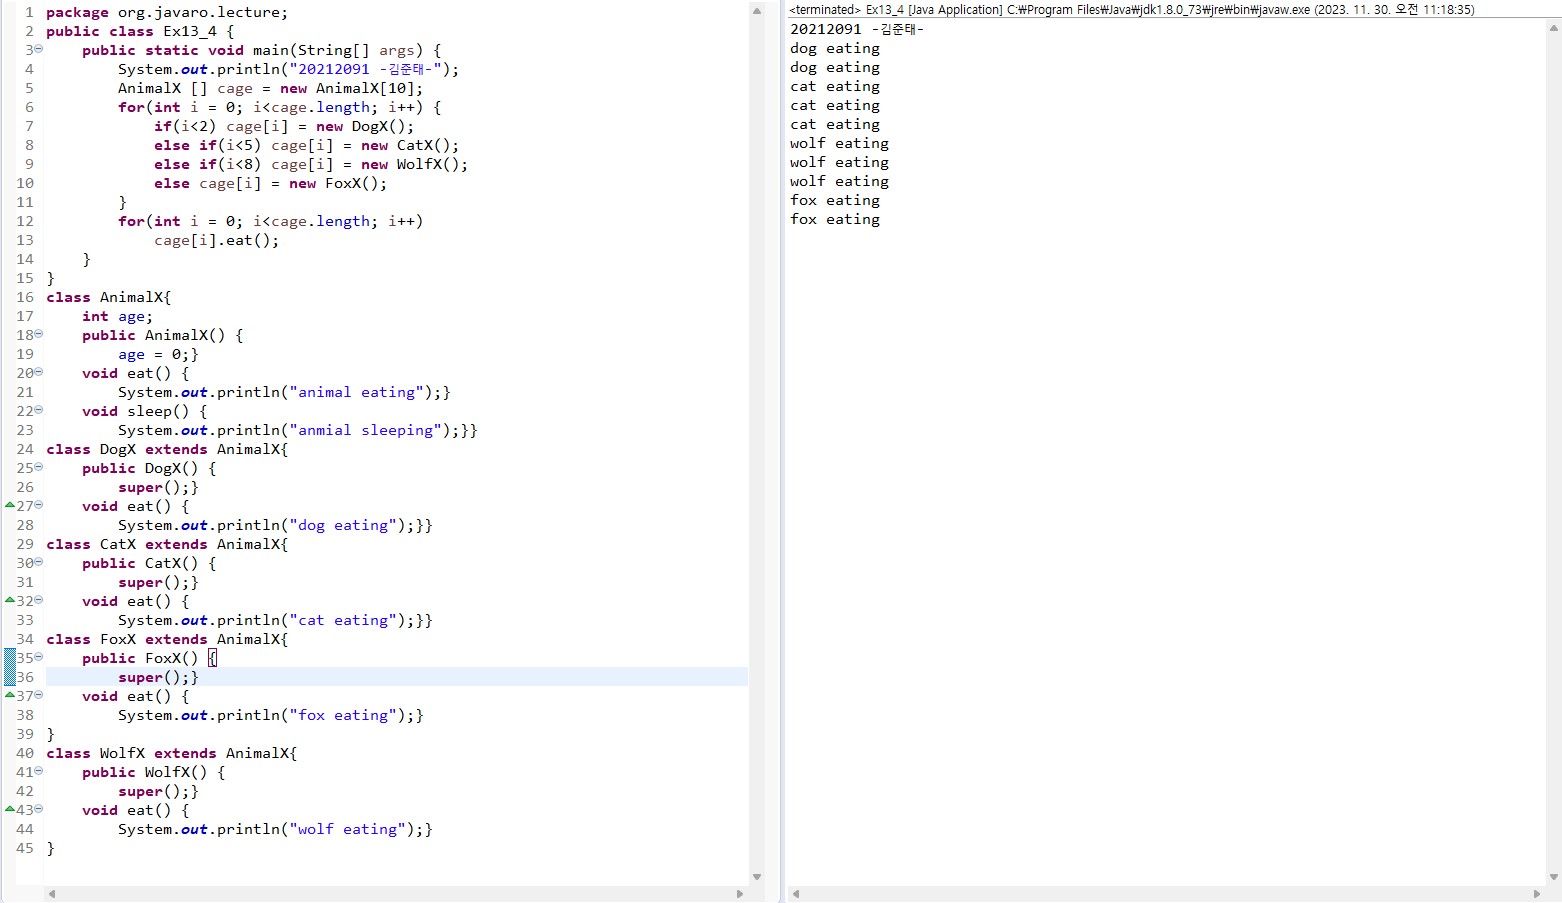 1 package org.javaro.lecture;
2 public class Ex13_4 {
3 public static void main(String[] args) {
4 System.out.println("20212091 -김준태-");
5 AnimalX [] cage = new AnimalX[10];
6 for(int i = 0; i<cage.length; i++) {
7 if(i<2) cage[i] = new DogX();
8 else if(i<5) cage[i] = new CatX();
9 else if(i<8) cage[i] = new WolfX();
10 else cage[i] = new FoxX();
11 }
12 for(int i = 0; i<cage.length; i++)
13 cage[i].eat();
14 }
15 }
16 class AnimalX{
17 int age;
18 public AnimalX() {
19 age = 0;}
20 void eat() {
21 System.out.println("animal eating");}
22 void sleep() {
23 System.out.println("anmial sleeping");}}
24 class DogX extends AnimalX{
25 public DogX() {
26 super();}
27 void eat() {
28 System.out.println("dog eating");}}
29 class CatX extends AnimalX{
30 public CatX() {
31 super();}
32 void eat() {
33 System.out.println("cat eating");}}
34 class FoxX extends AnimalX{
35 public FoxX() {
36 super();}
37 void eat() {
38 System.out.println("fox eating");}
39 }
40 class WolfX extends AnimalX{
41 public WolfX() {
42 super();}
43 void eat() {
44 System.out.println("wolf eating");}
45 }
<terminated> Ex13_4 [Java Application] C:₩Program Files₩Java₩jdk1.8.0_73₩jre₩bin₩javaw.exe (2023. 11. 30. 오전 11:18:35)
20212091 -김준태-
dog eating
dog eating
cat eating
cat eating
cat eating
wolf eating
wolf eating
wolf eating
fox eating
fox eating